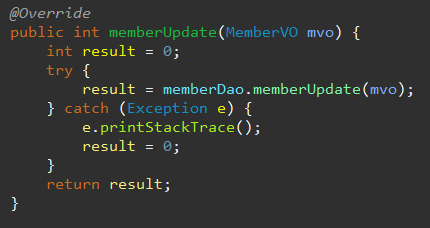 @Override
public int memberUpdate(MemberVO mvo) {
    int result = 0;
    try {
        result = memberDao.memberUpdate(mvo);
    } catch (Exception e) {
        e.printStackTrace();
        result = 0;
    }
    return result;
}